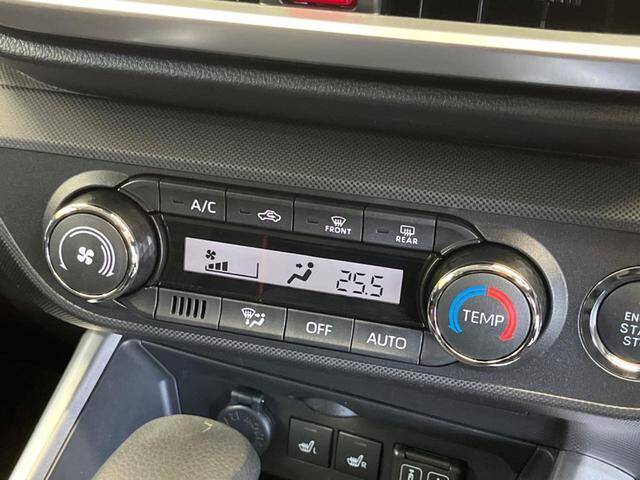 A/C
FRONT
REAR
25.5
TEMP
OFF
AUTO
L
R